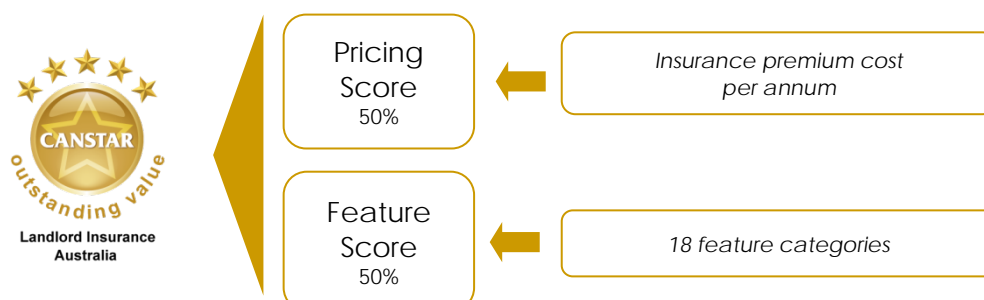 CANSTAR
outstanding value
Landlord Insurance
Australia
Pricing
Score
50%
Insurance premium cost
per annum
Feature
Score
50%
18 feature categories